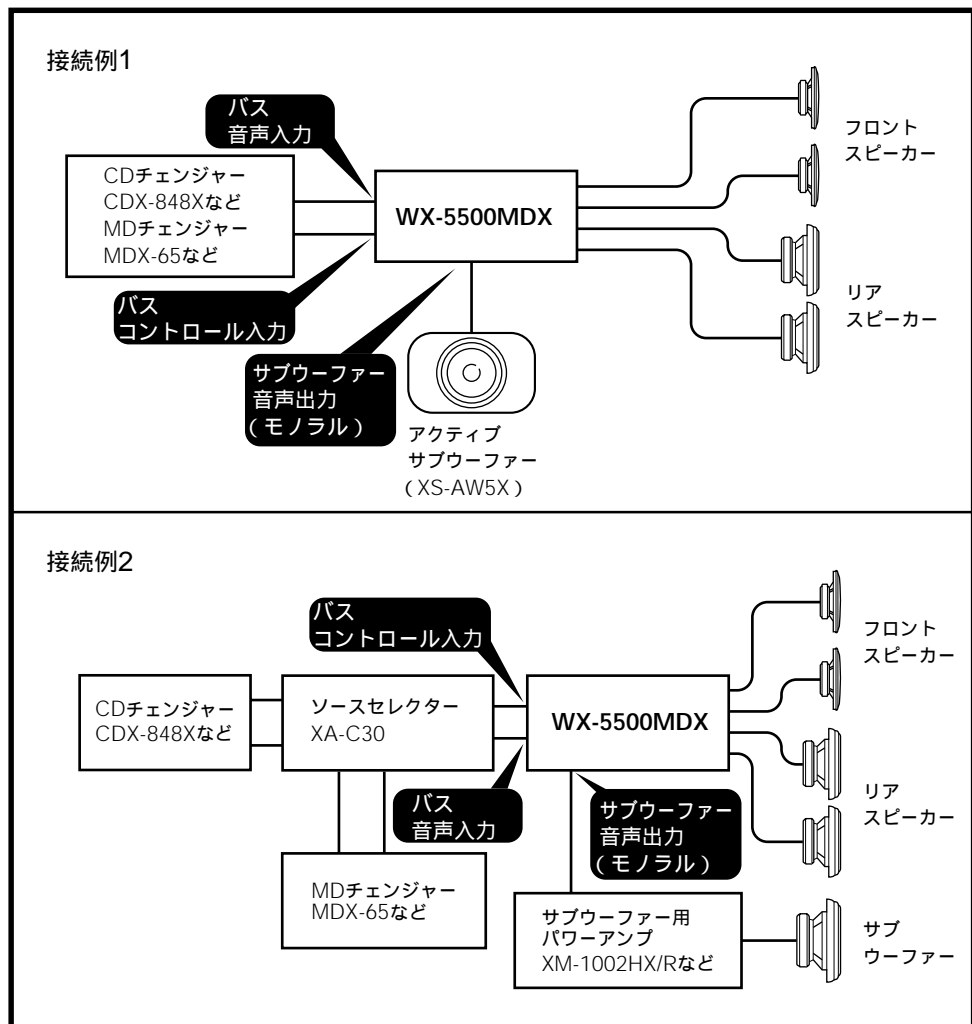 接続例1
バス
音声入力
CDチェンジャー
CDX-848Xなど
MDチェンジャー
MDX-65など
WX-5500MDX
フロント
スピーカー
バス
コントロール入力
リア
スピーカー
サブウーファー
音声出力
(モノラル)
アクティブ
サブウーファー
(XS-AW5X)
接続例2
バス
コントロール入力
フロント
スピーカー
CDチェンジャー
CDX-848Xなど
ソースセレクター
XA-C30
WX-5500MDX
バス
音声入力
サブウーファー
音声出力
(モノラル)
リア
スピーカー
MDチェンジャー
MDX-65など
サブウーファー用
パワーアンプ
XM-1002HX/Rなど
サブ
ウーファー